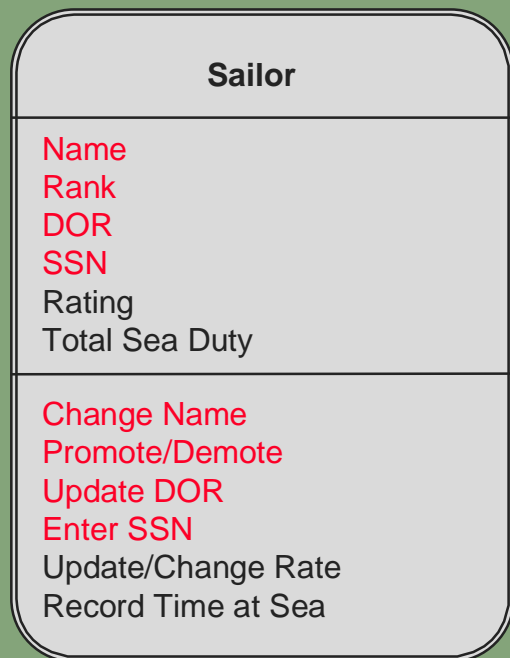 Sailor
Name
Rank
DOR
SSN
Rating
Total Sea Duty
Change Name
Promote/Demote
Update DOR
Enter SSN
Update/Change Rate
Record Time at Sea